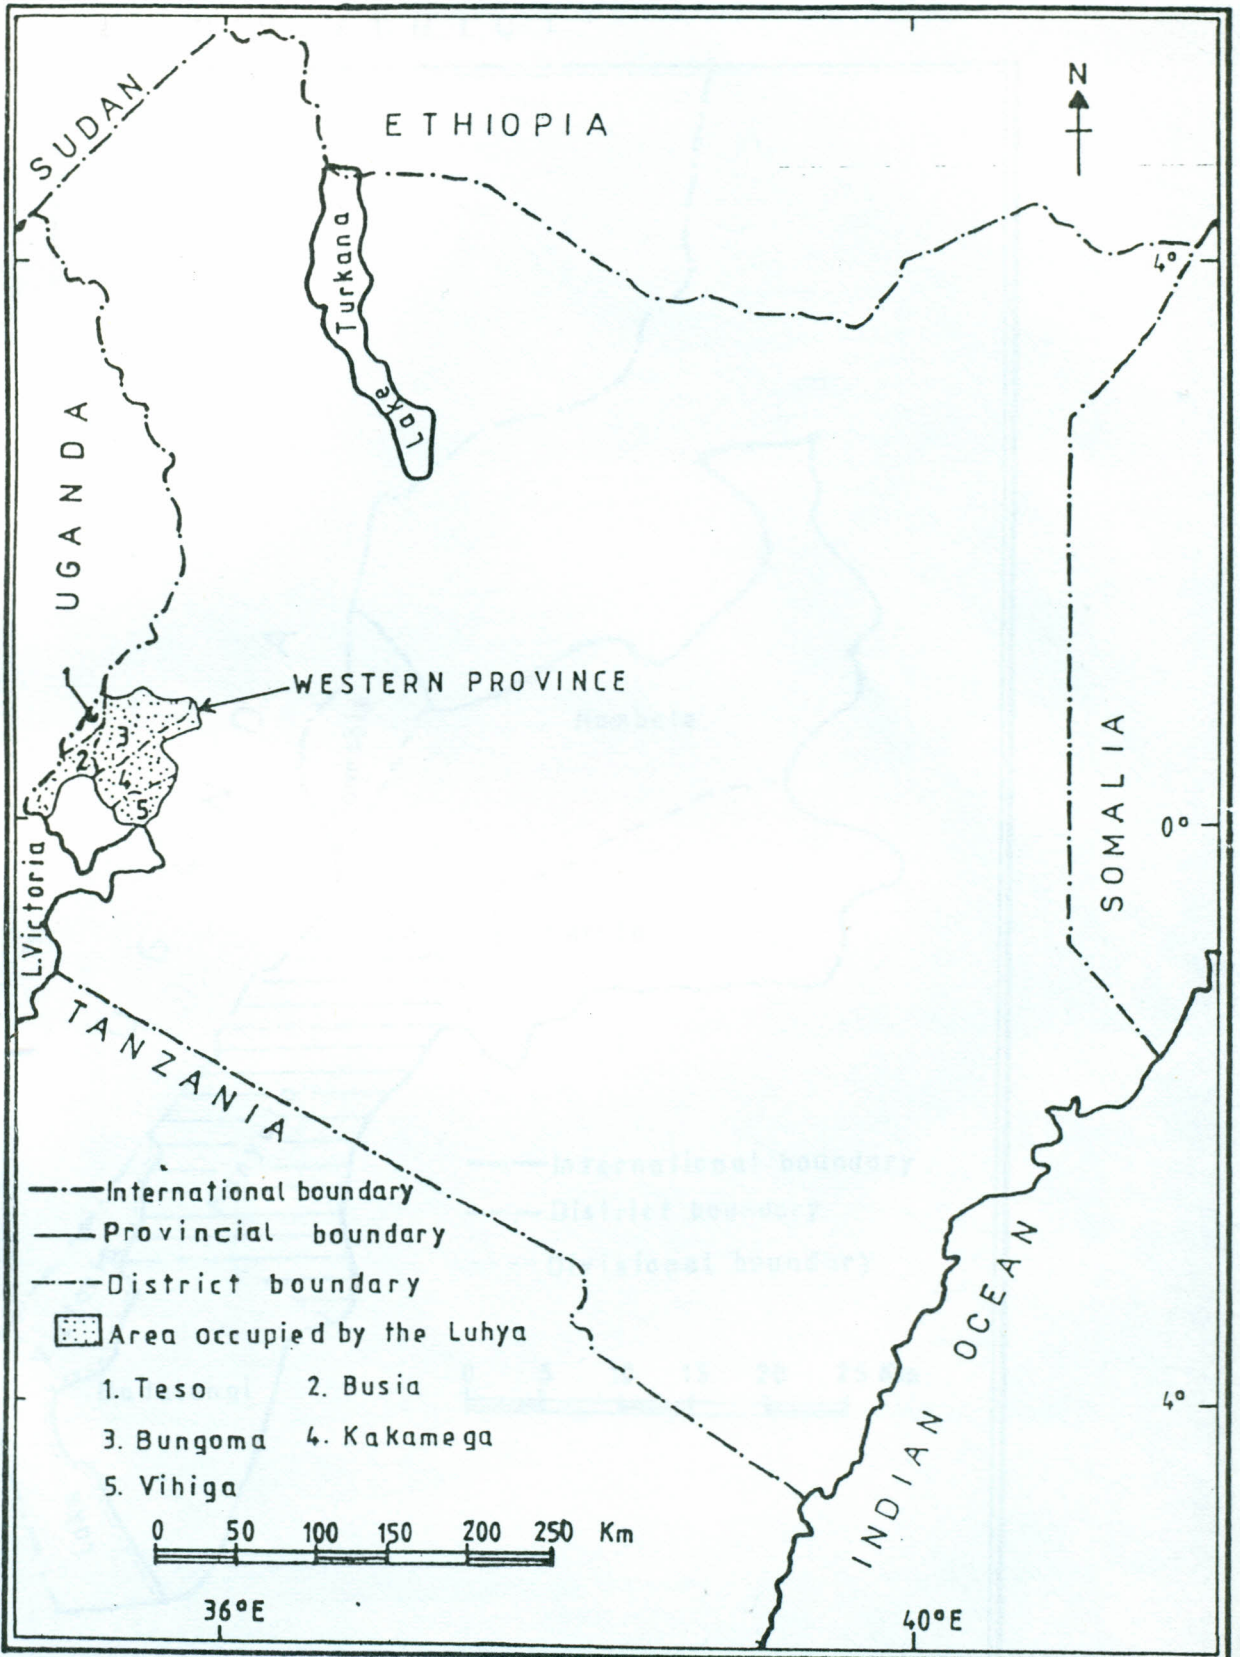 N
SUDAN
ETHIOPIA
4°
Lake Turkana
UGANDA
WESTERN PROVINCE
1
3
2
4
5
SOMALIA
0°
L.Victoria
TANZANIA
International boundary
Provincial boundary
District boundary
Area occupied by the Luhya
1. Teso 2. Busia
3. Bungoma 4. Kakamega
5. Vihiga
INDIAN OCEAN
4°
0 50 100 150 200 250 Km
36°E 40°E